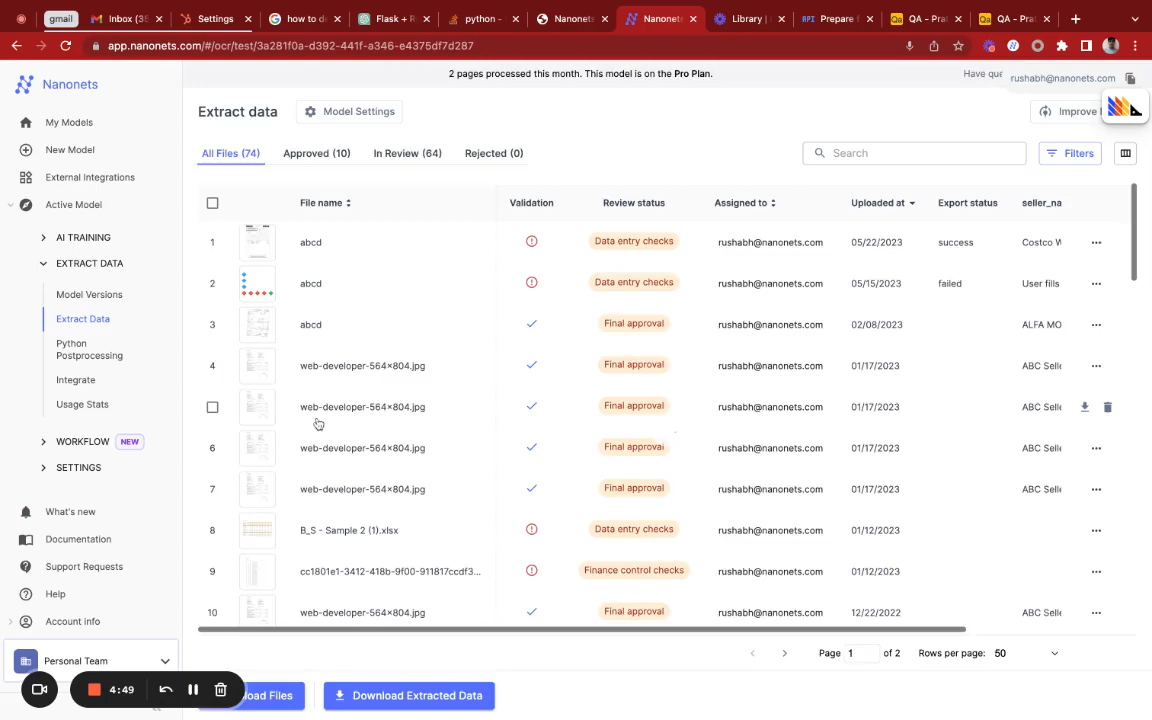 gmail
Inbox (3
Settings
how to de
Flask + R
python -
Nanonets
Nanonets
Library |
API Prepare f
Qa QA - Prat
Qa QA - Prat
app.nanonets.com/#/ocr/test/3a281f0a-d392-441f-a346-e4375df7d287
Nanonets
2 pages processed this month. This model is on the Pro Plan.
Have que
rushabh@nanonets.com
My Models
New Model
External Integrations
Active Model
AI TRAINING
EXTRACT DATA
Model Versions
Extract Data
Python
Postprocessing
Integrate
Usage Stats
WORKFLOW NEW
SETTINGS
What's new
Documentation
Support Requests
Help
Account info
Personal Team
4:49
Extract data
Model Settings
Improve
All Files (74)
Approved (10)
In Review (64)
Rejected (0)
Search
Filters
File name Validation Review status Assigned to Uploaded at Export status seller_na
1 abcd Data entry checks rushabh@nanonets.com 05/22/2023 success Costco W
2 abcd Data entry checks rushabh@nanonets.com 05/15/2023 failed User fills
3 abcd Final approval rushabh@nanonets.com 02/08/2023 ALFA MO
4 web-developer-564×804.jpg Final approval rushabh@nanonets.com 01/17/2023 ABC Selle
web-developer-564×804.jpg Final approval rushabh@nanonets.com 01/17/2023 ABC Selle
6 web-developer-564×804.jpg Final approval rushabh@nanonets.com 01/17/2023 ABC Selle
7 web-developer-564×804.jpg Final approval rushabh@nanonets.com 01/17/2023 ABC Selle
8 B_S - Sample 2 (1).xlsx Data entry checks rushabh@nanonets.com 01/12/2023
9 cc1801e1-3412-418b-9f00-911817ccdf3... Finance control checks rushabh@nanonets.com 01/12/2023
10 web-developer-564×804.jpg Final approval rushabh@nanonets.com 12/22/2022 ABC Selle
Page 1 of 2 Rows per page: 50
oad Files
Download Extracted Data